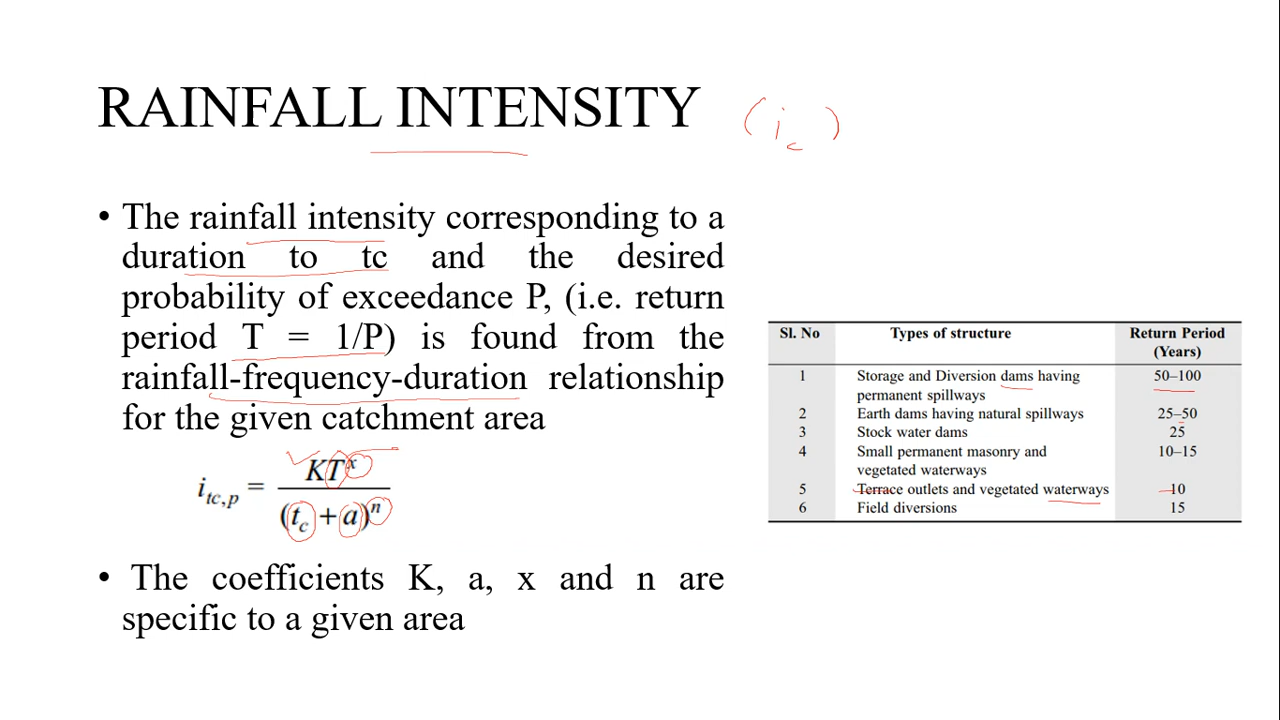 RAINFALL INTENSITY (i_c)
• The rainfall intensity corresponding to a
duration to tc and the desired
probability of exceedance P, (i.e. return
period T = 1/P) is found from the
rainfall-frequency-duration relationship
for the given catchment area
i_{tc,p} = KT^x / (t_c + a)^n
• The coefficients K, a, x and n are
specific to a given area
Sl. No Types of structure Return Period
(Years)
1 Storage and Diversion dams having 50–100
permanent spillways
2 Earth dams having natural spillways 25–50
3 Stock water dams 25
4 Small permanent masonry and 10–15
vegetated waterways
5 Terrace outlets and vegetated waterways 10
6 Field diversions 15